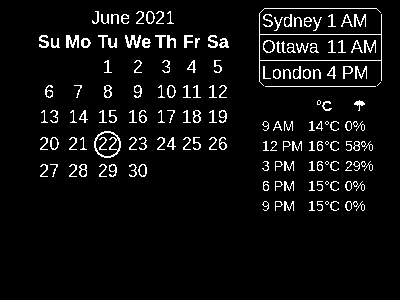 June 2021
Su Mo Tu We Th Fr Sa
1 2 3 4 5
6 7 8 9 10 11 12
13 14 15 16 17 18 19
20 21 22 23 24 25 26
27 28 29 30
Sydney 1 AM
Ottawa 11 AM
London 4 PM
°C
9 AM 14°C 0%
12 PM 16°C 58%
3 PM 16°C 29%
6 PM 15°C 0%
9 PM 15°C 0%